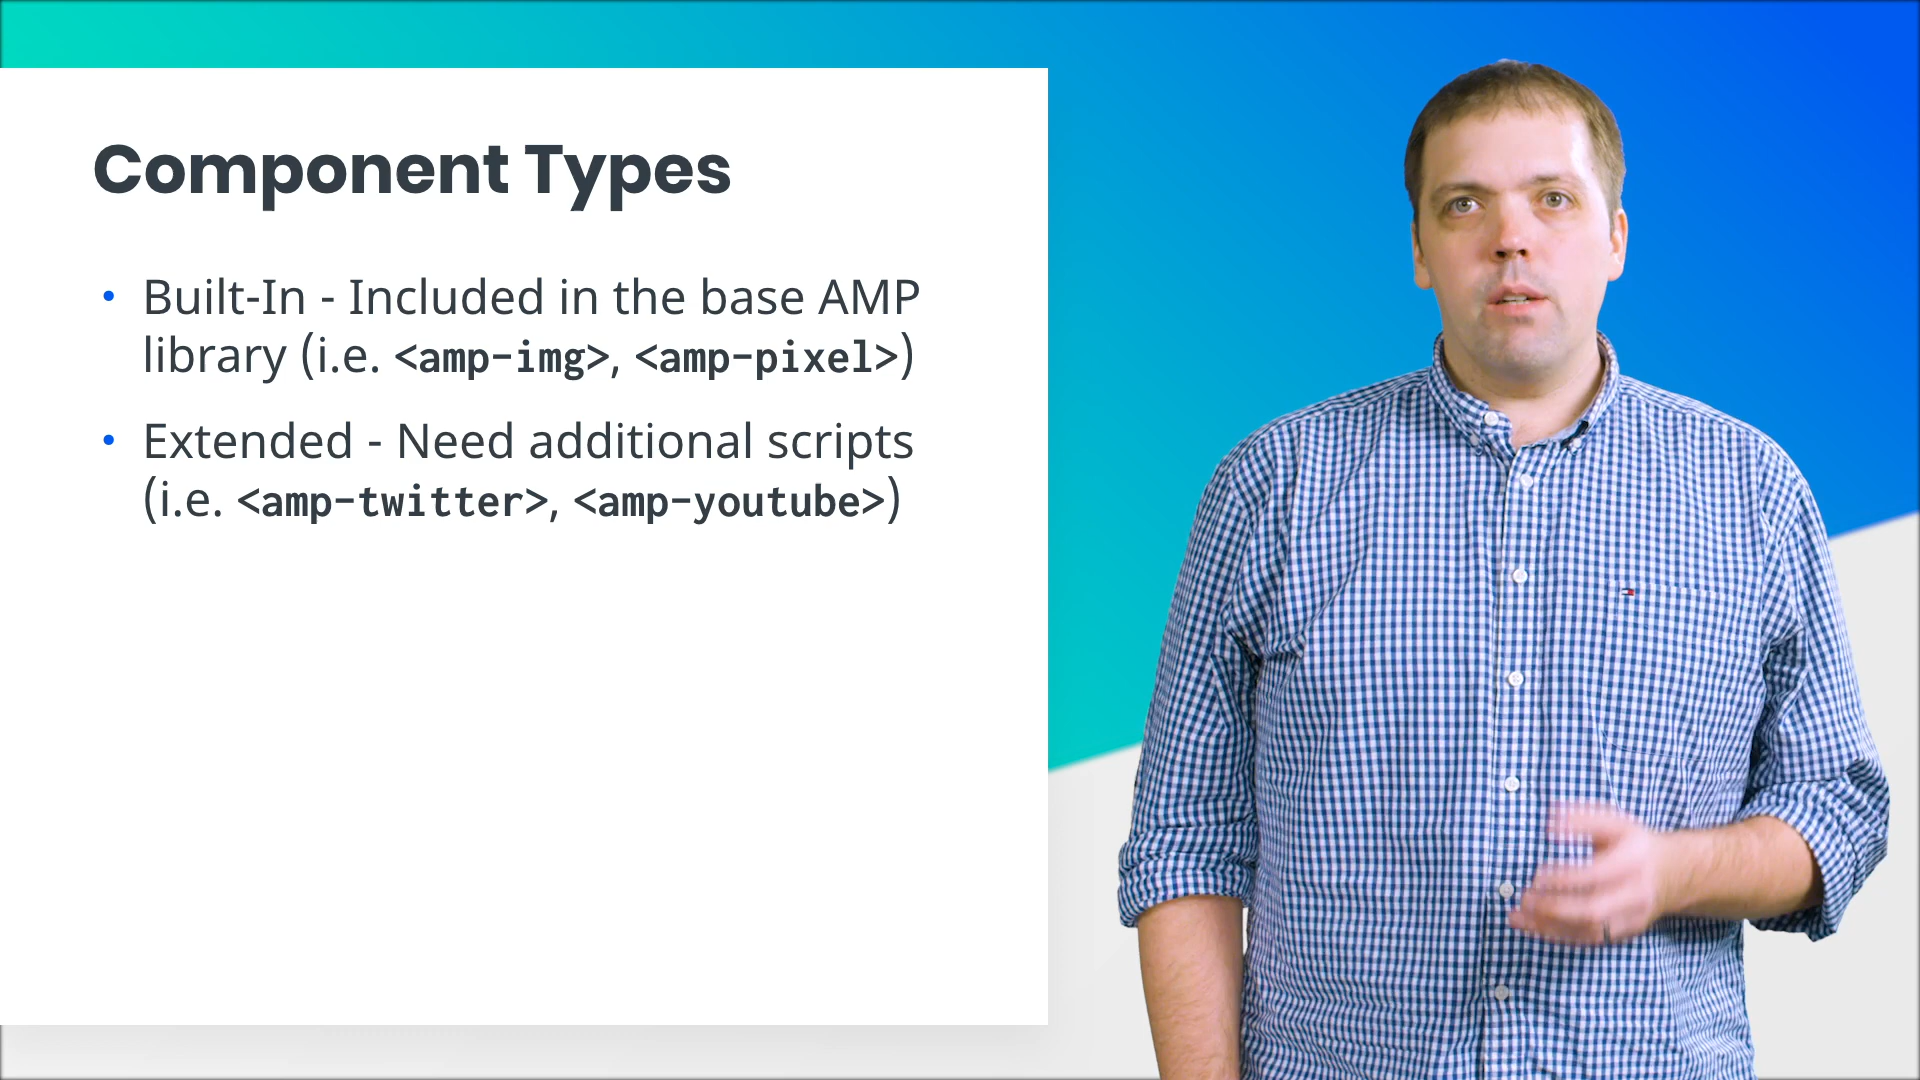 Component Types
• Built-In - Included in the base AMP
library (i.e. <amp-img>, <amp-pixel>)
• Extended - Need additional scripts
(i.e. <amp-twitter>, <amp-youtube>)